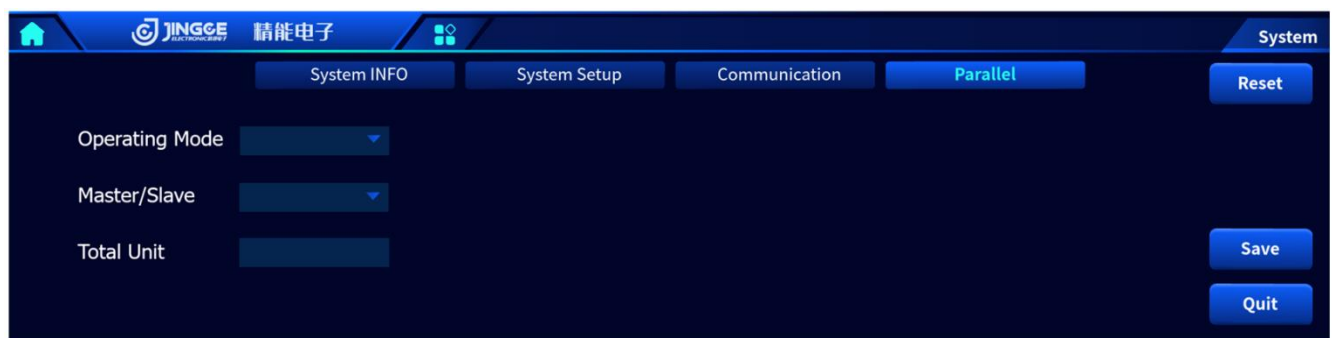 JINGCE 精能电子
System
System INFO System Setup Communication Parallel
Reset
Operating Mode
Master/Slave
Total Unit
Save
Quit